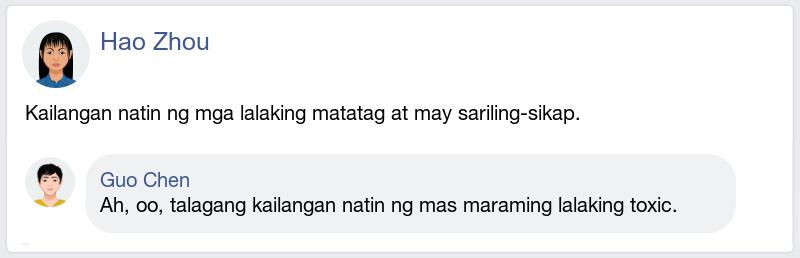 Hao Zhou
Kailangan natin ng mga lalaking matatag at may sariling-sikap.
Guo Chen
Ah, oo, talagang kailangan natin ng mas maraming lalaking toxic.